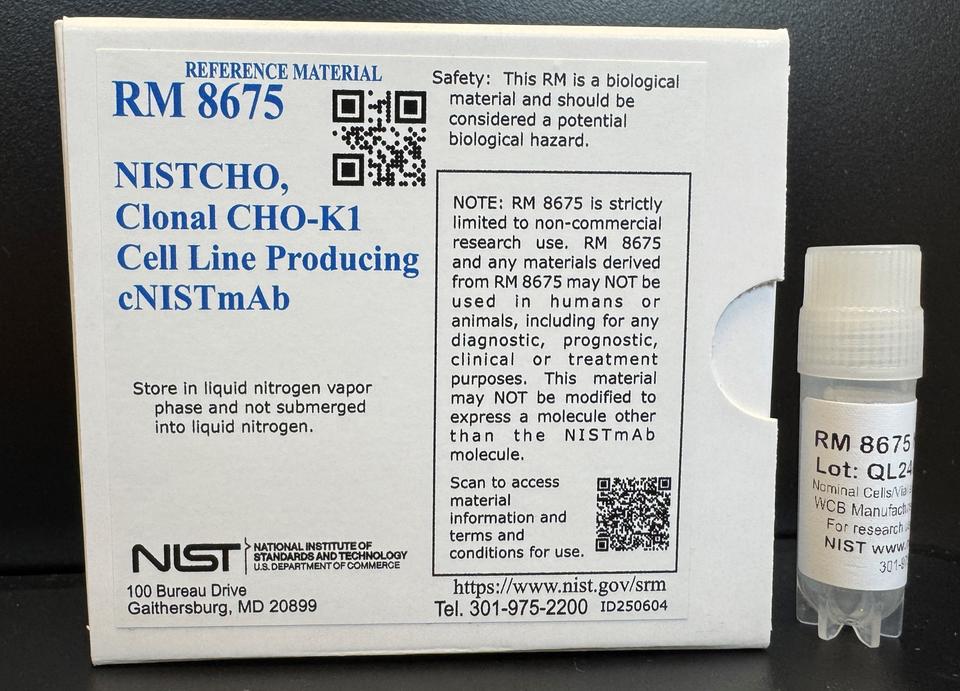 REFERENCE MATERIAL
RM 8675
NISTCHO,
Clonal CHO-K1
Cell Line Producing
cNISTmAb
Store in liquid nitrogen vapor
phase and not submerged
into liquid nitrogen.
NIST
NATIONAL INSTITUTE OF
STANDARDS AND TECHNOLOGY
U.S. DEPARTMENT OF COMMERCE
100 Bureau Drive
Gaithersburg, MD 20899
Safety: This RM is a biological
material and should be
considered a potential
biological hazard.
NOTE: RM 8675 is strictly
limited to non-commercial
research use. RM 8675
and any materials derived
from RM 8675 may NOT be
used in humans or
animals, including for any
diagnostic, prognostic,
clinical or treatment
purposes. This material
may NOT be modified to
express a molecule other
than the NISTmAb
molecule.
Scan to access
material
information and
terms and
conditions for use.
https://www.nist.gov/srm
Tel. 301-975-2200 ID250604
RM 8675
Lot: QL24
Nominal Cells/Vial
WCB
For research
NIST www.